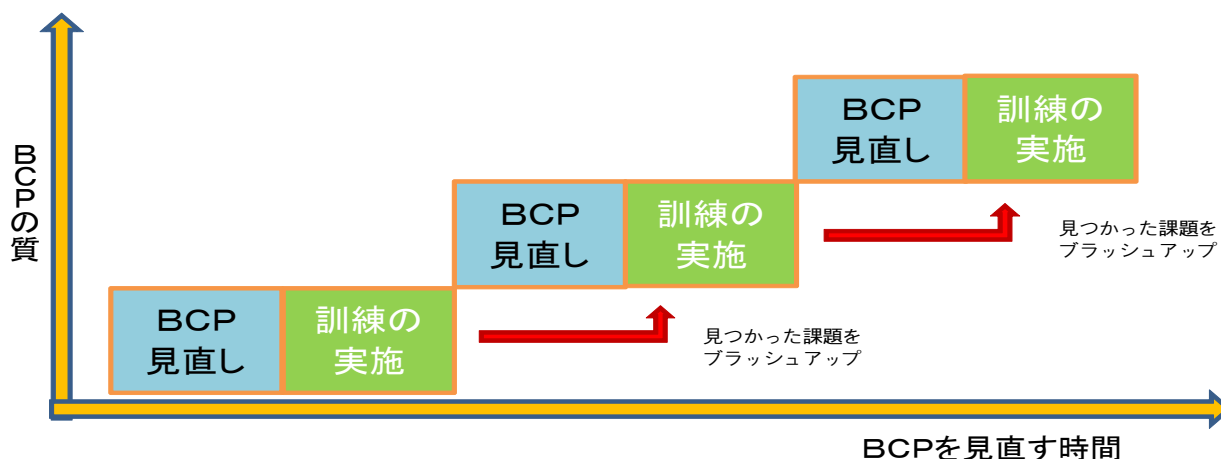 BCPの質
BCP
見直し
訓練の
実施
BCP
見直し
訓練の
実施
BCP
見直し
訓練の
実施
見つかった課題を
ブラッシュアップ
見つかった課題を
ブラッシュアップ
BCPを見直す時間